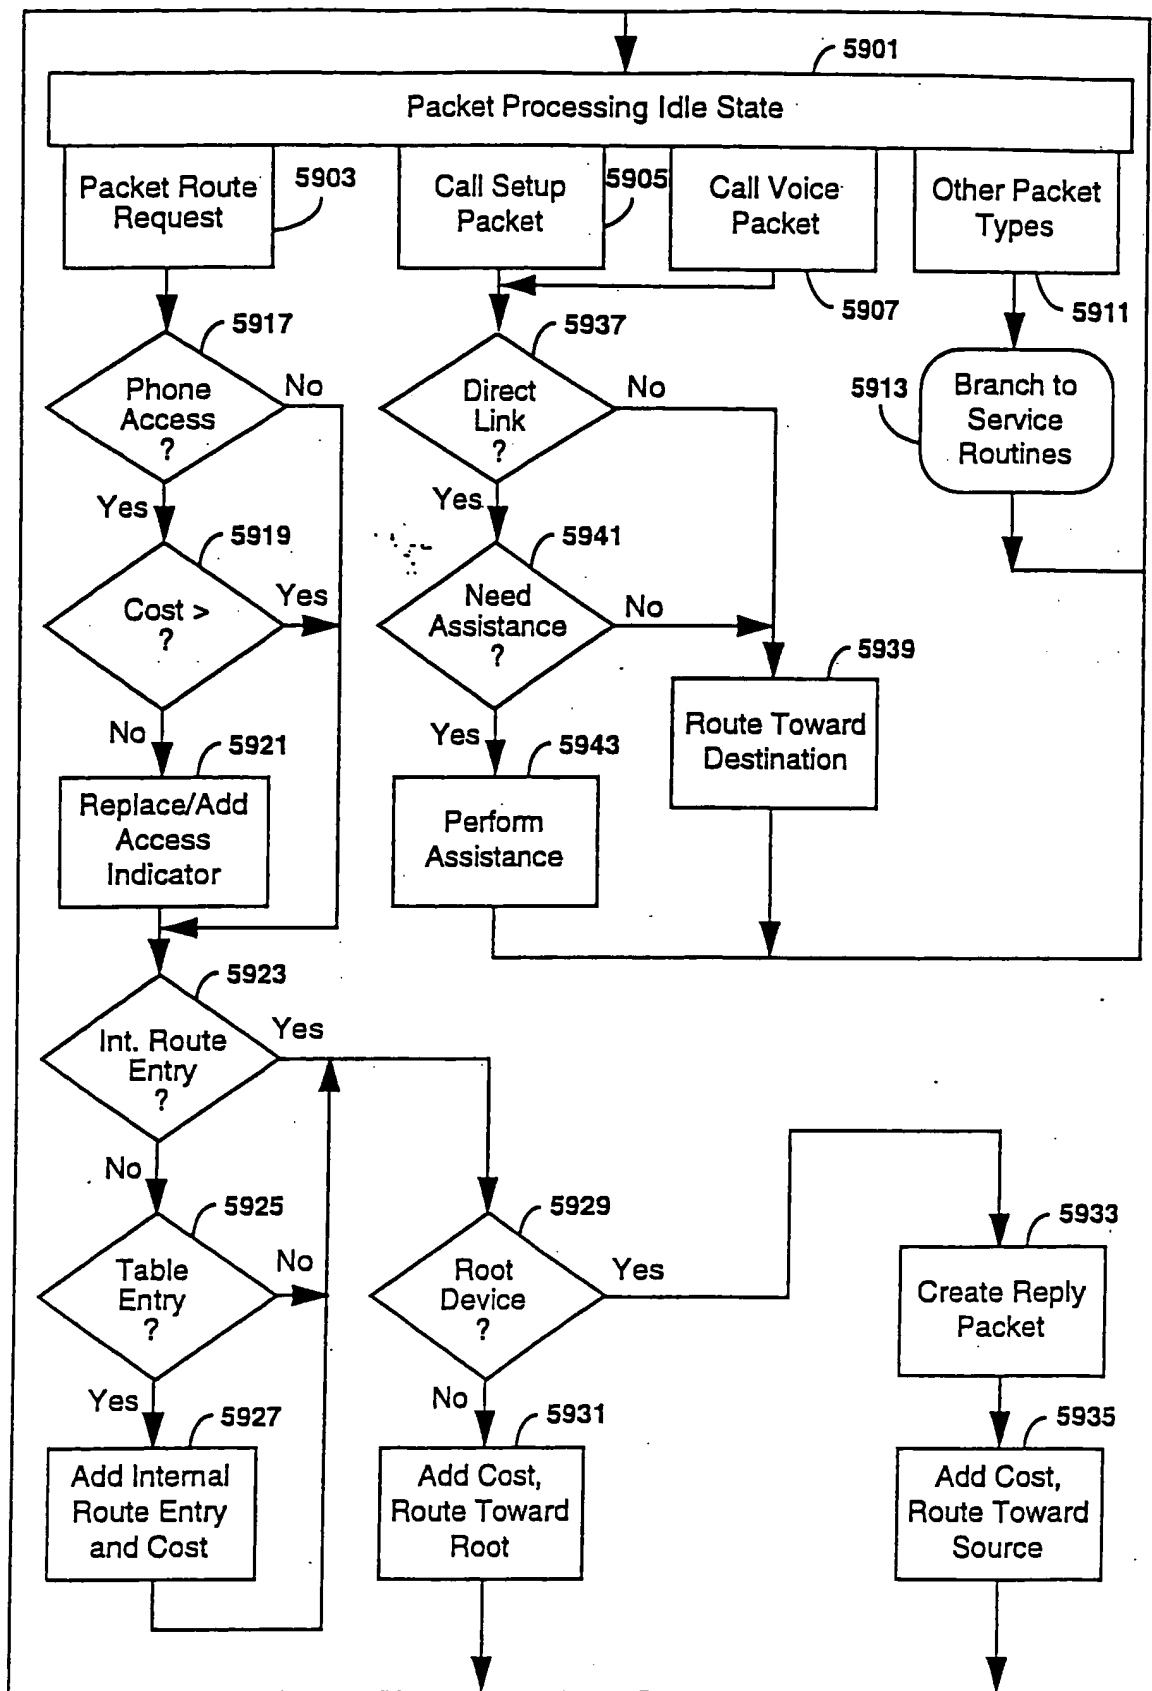 5901
Packet Processing Idle State
Packet Route
Request
5903
Call Setup
Packet
5905
Call Voice
Packet
5907
Other Packet
Types
5911
5917
Phone
Access
?
No
Yes
5937
Direct
Link
?
No
Yes
5913
Branch to
Service
Routines
5919
Cost >
?
Yes
No
5941
Need
Assistance
?
No
Yes
5939
Route Toward
Destination
5921
Replace/Add
Access
Indicator
5943
Perform
Assistance
5923
Int. Route
Entry
?
Yes
No
5925
Table
Entry
?
No
Yes
5929
Root
Device
?
Yes
No
5933
Create Reply
Packet
5927
Add Internal
Route Entry
and Cost
5931
Add Cost,
Route Toward
Root
5935
Add Cost,
Route Toward
Source